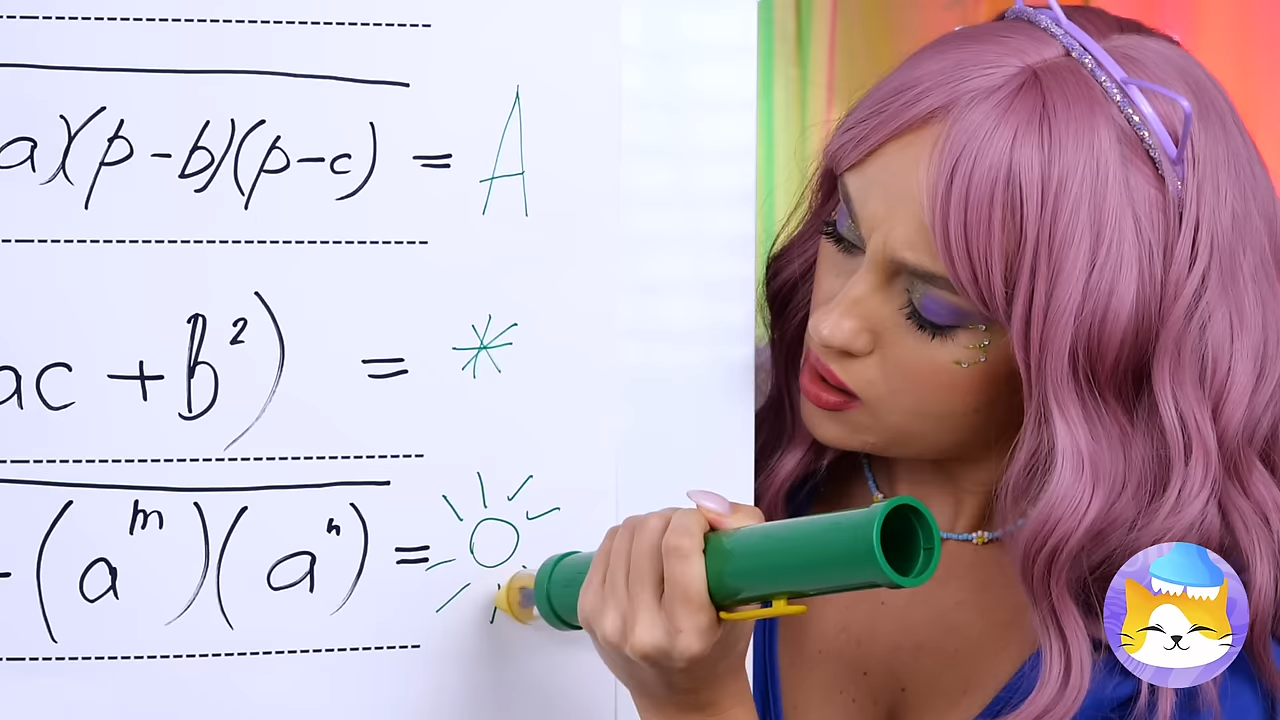 a)(p-b)(p-c) = A
ac + B²) = *
-(a^m)(a^n) =